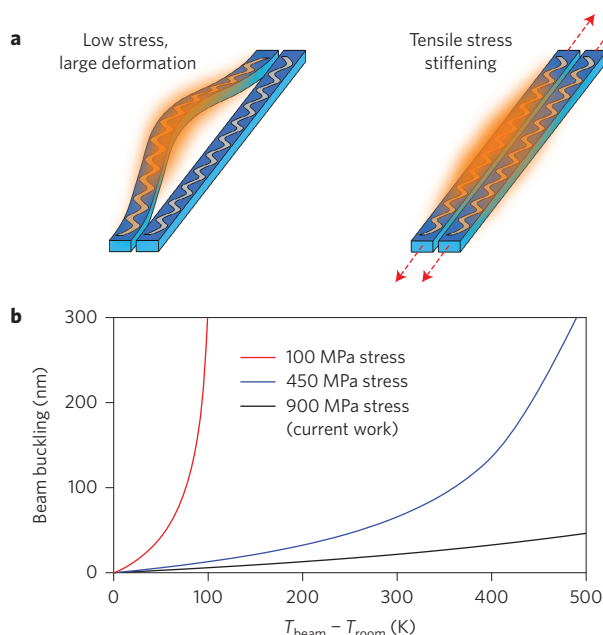 a
Low stress,
large deformation
Tensile stress
stiffening
b
300
200
100
0
Beam buckling (nm)
100 MPa stress
450 MPa stress
900 MPa stress
(current work)
0
100
200
300
400
500
T_beam – T_room (K)